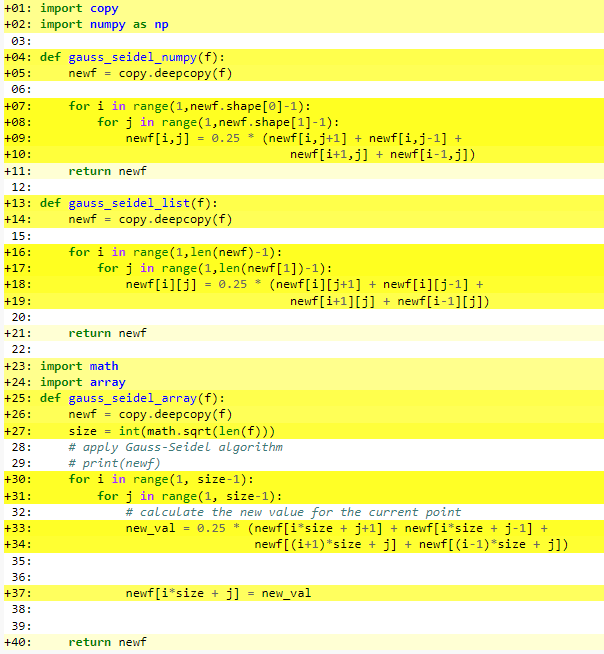 +01: import copy
+02: import numpy as np
 03:
+04: def gauss_seidel_numpy(f):
+05:     newf = copy.deepcopy(f)
 06:
+07:     for i in range(1,newf.shape[0]-1):
+08:         for j in range(1,newf.shape[1]-1):
+09:             newf[i,j] = 0.25 * (newf[i,j+1] + newf[i,j-1] +
+10:                                    newf[i+1,j] + newf[i-1,j])
+11:     return newf
 12:
+13: def gauss_seidel_list(f):
+14:     newf = copy.deepcopy(f)
 15:
+16:     for i in range(1,len(newf)-1):
+17:         for j in range(1,len(newf[1])-1):
+18:             newf[i][j] = 0.25 * (newf[i][j+1] + newf[i][j-1] +
+19:                                    newf[i+1][j] + newf[i-1][j])
 20:
+21:     return newf
 22:
+23: import math
+24: import array
+25: def gauss_seidel_array(f):
+26:     newf = copy.deepcopy(f)
+27:     size = int(math.sqrt(len(f)))
 28:     # apply Gauss-Seidel algorithm
 29:     # print(newf)
+30:     for i in range(1, size-1):
+31:         for j in range(1, size-1):
 32:             # calculate the new value for the current point
+33:             new_val = 0.25 * (newf[i*size + j+1] + newf[i*size + j-1] +
+34:                               newf[(i+1)*size + j] + newf[(i-1)*size + j])
 35:
 36:
+37:             newf[i*size + j] = new_val
 38:
 39:
+40:     return newf